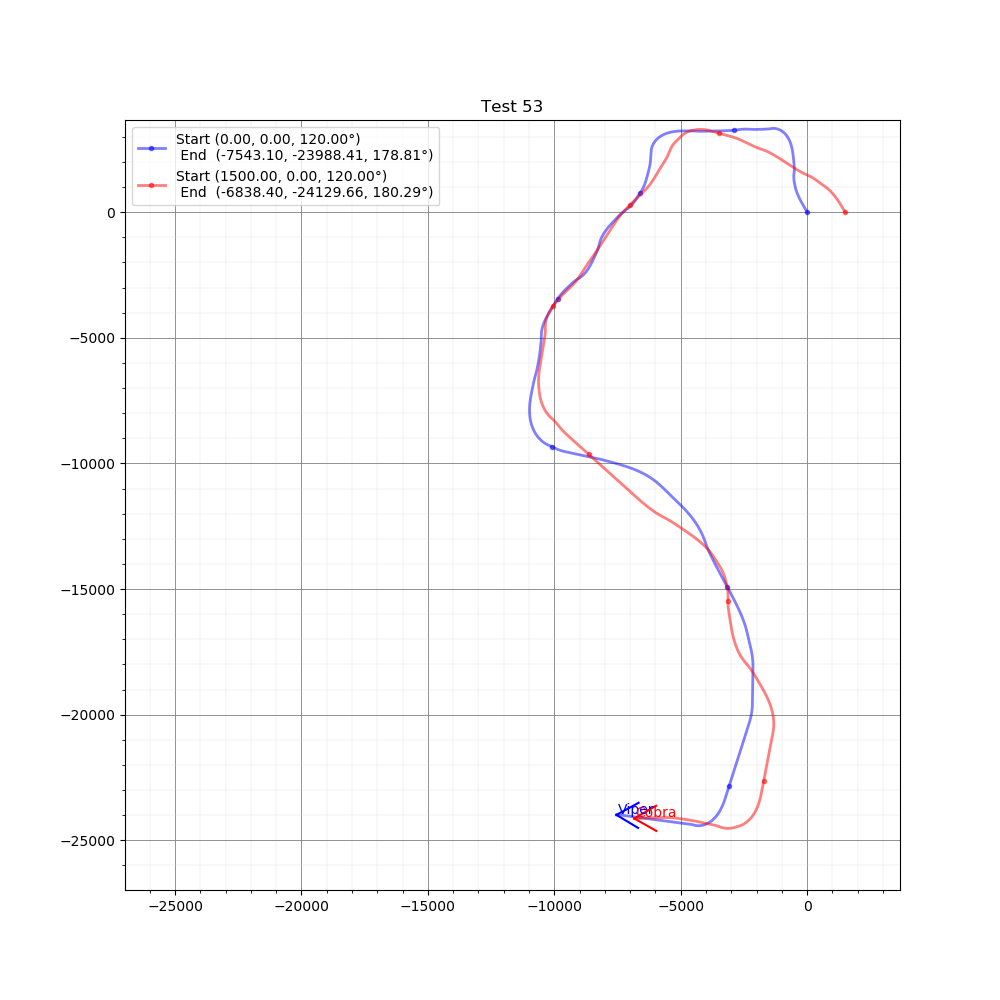 Test 53
Start (0.00, 0.00, 120.00°)
End (-7543.10, -23988.41, 178.81°)
Start (1500.00, 0.00, 120.00°)
End (-6838.40, -24129.66, 180.29°)
0
−5000
−10000
−15000
−20000
−25000
Viper
Cobra
−25000
−20000
−15000
−10000
−5000
0